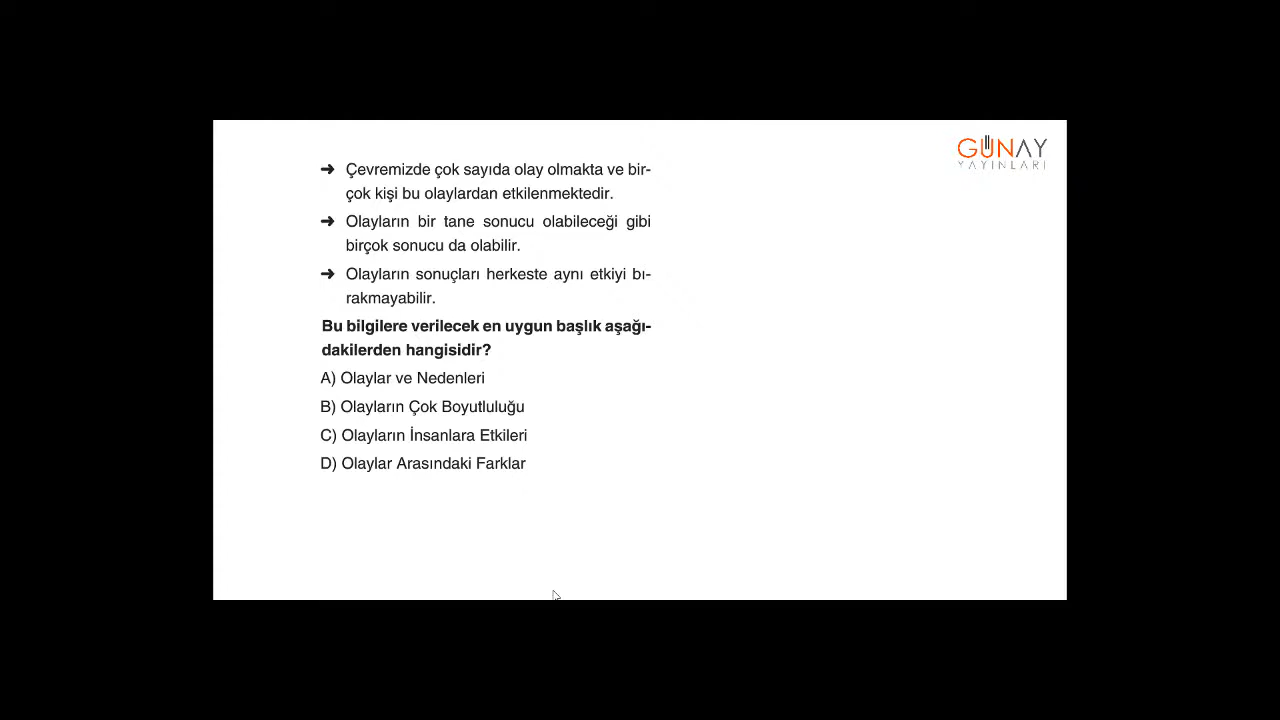 GÜNAY
YAYINLARI
➜ Çevremizde çok sayıda olay olmakta ve bir-
çok kişi bu olaylardan etkilenmektedir.
➜ Olayların bir tane sonucu olabileceği gibi
birçok sonucu da olabilir.
➜ Olayların sonuçları herkeste aynı etkiyi bı-
rakmayabilir.
Bu bilgilere verilecek en uygun başlık aşağı-
dakilerden hangisidir?
A) Olaylar ve Nedenleri
B) Olayların Çok Boyutluluğu
C) Olayların İnsanlara Etkileri
D) Olaylar Arasındaki Farklar